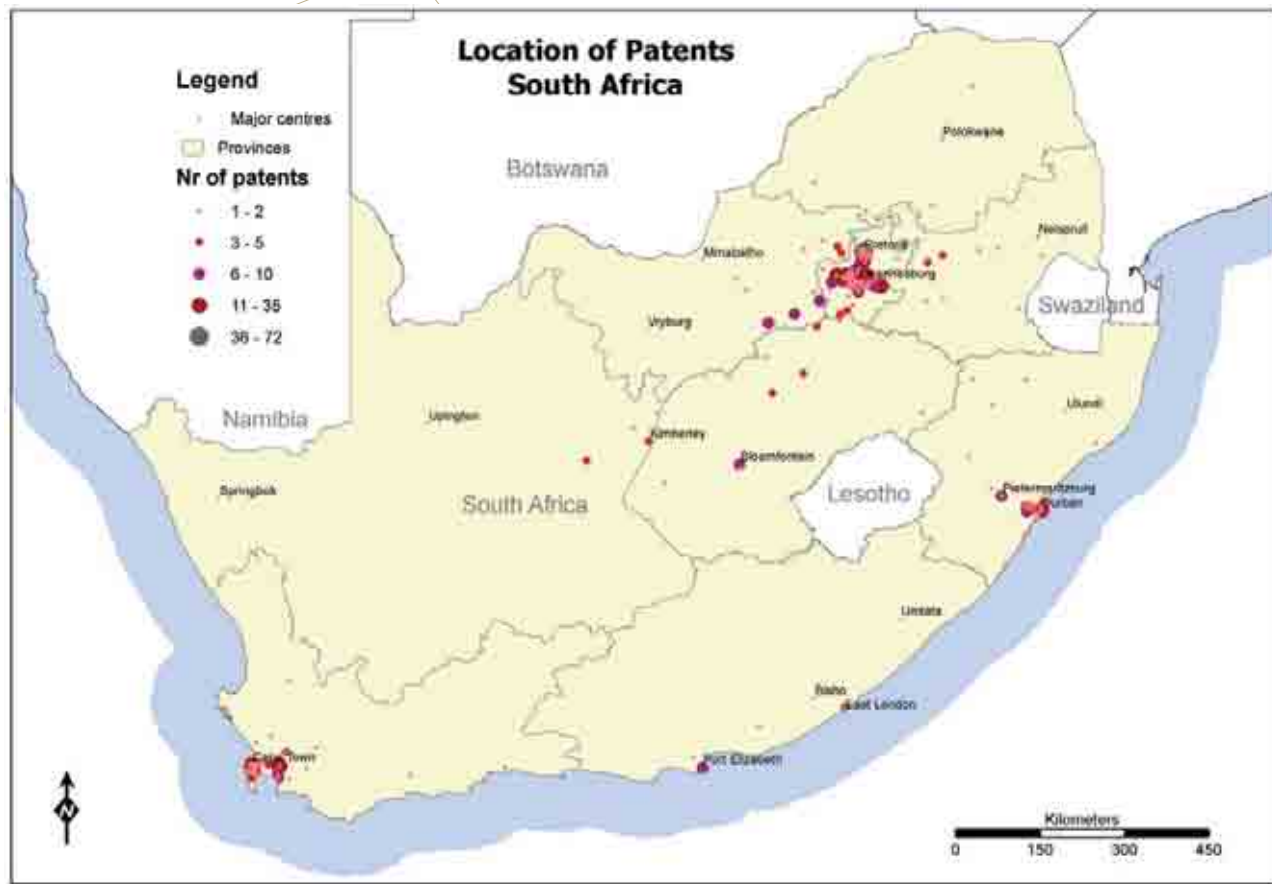 Location of Patents
South Africa
Legend
Major centres
Provinces
Nr of patents
1 - 2
3 - 5
6 - 10
11 - 35
36 - 72
Botswana
Polokwane
Nelspruit
Mmabatho
Pretoria
Johannesburg
Swaziland
Vryburg
Namibia
Upington
Ulundi
Kimberley
Bloemfontein
Springbok
South Africa
Lesotho
Pietermaritzburg
Durban
Umtata
Bisho
East London
Cape Town
Port Elizabeth
N
Kilometers
0 150 300 450